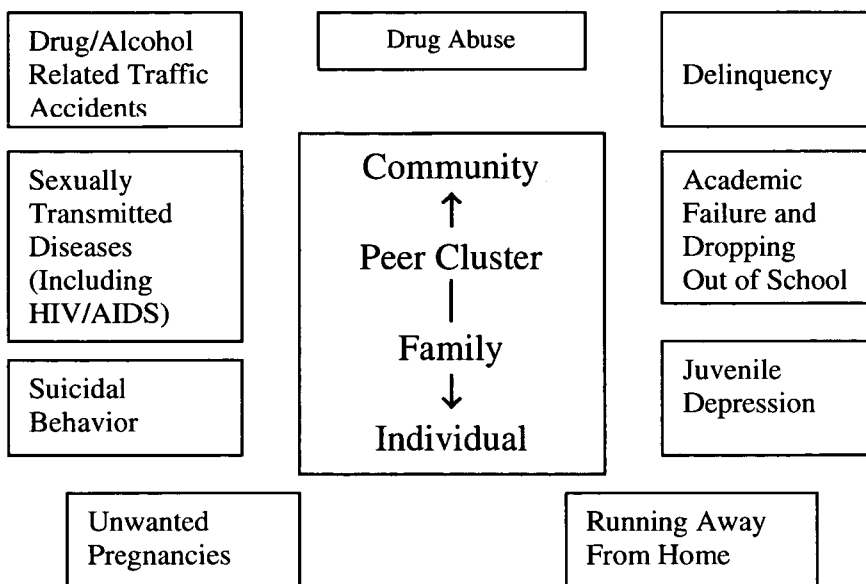 Drug/Alcohol
Related Traffic
Accidents
Drug Abuse
Delinquency
Sexually
Transmitted
Diseases
(Including
HIV/AIDS)
Community
Peer Cluster
Family
Individual
Academic
Failure and
Dropping
Out of School
Suicidal
Behavior
Juvenile
Depression
Unwanted
Pregnancies
Running Away
From Home